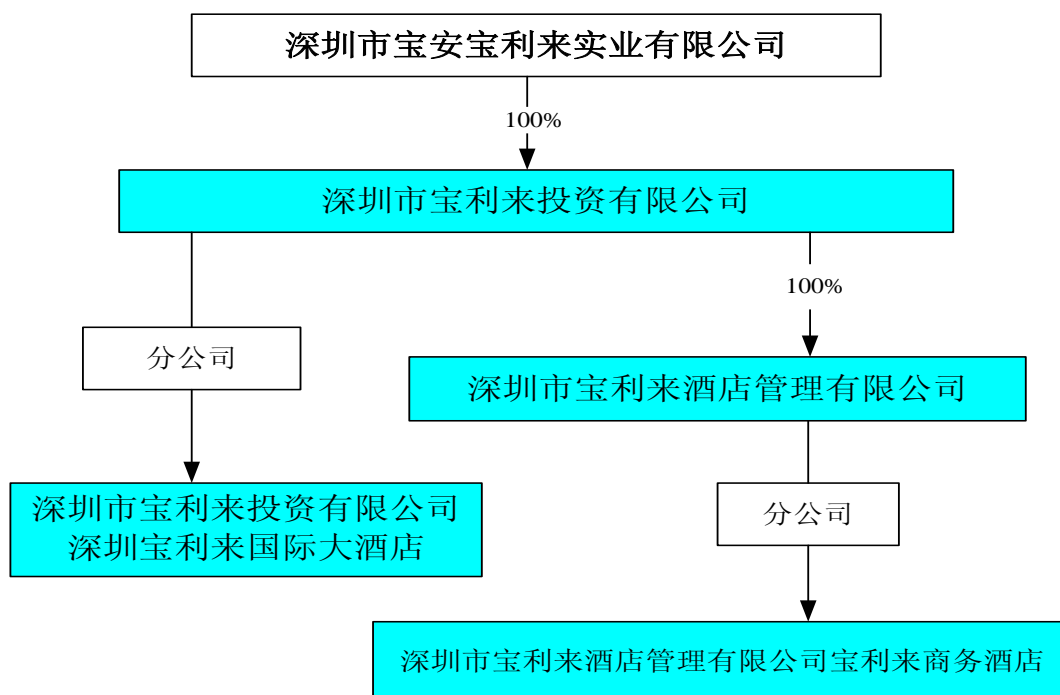 深圳市宝安宝利来实业有限公司
100%
深圳市宝利来投资有限公司
100%
分公司
深圳市宝利来酒店管理有限公司
深圳市宝利来投资有限公司
深圳宝利来国际大酒店
分公司
深圳市宝利来酒店管理有限公司宝利来商务酒店